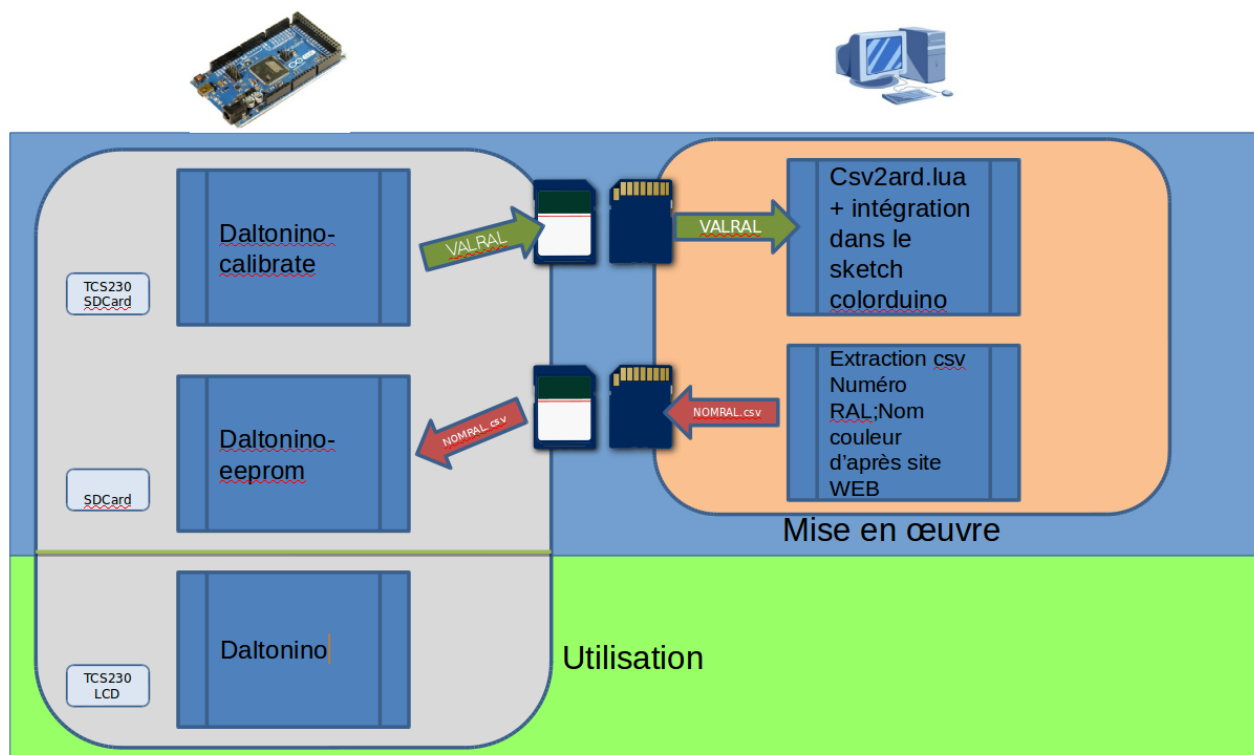 Daltonino-
calibrate
TCS230
SDCard
VALRAL
VALRAL
Csv2ard.lua
+ intégration
dans le
sketch
colorduino
Daltonino-
eeprom
SDCard
NOMRAL.csv
NOMRAL.csv
Extraction csv
Numéro
RAL;Nom
couleur
d’après site
WEB
Mise en œuvre
Daltonino
TCS230
LCD
Utilisation